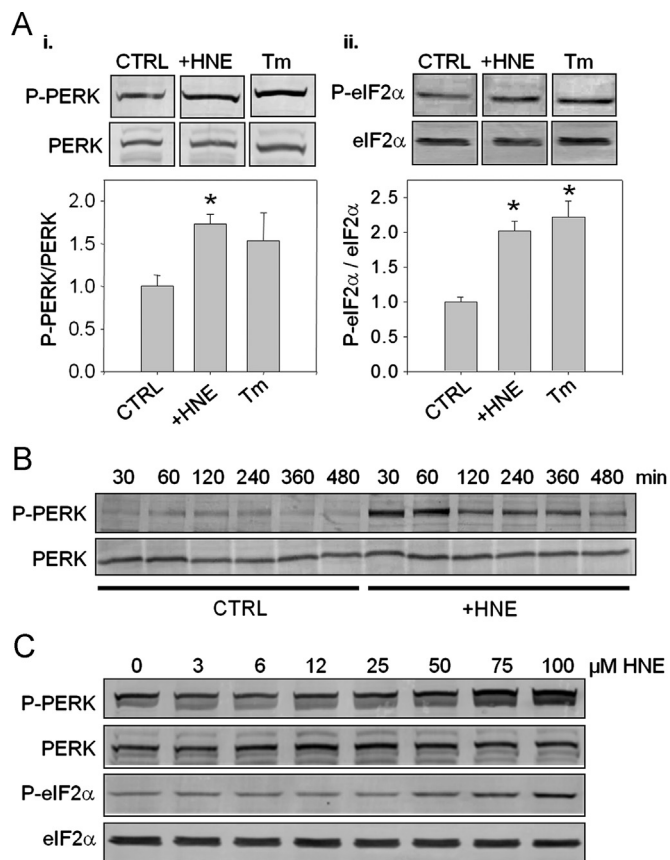 A
i.
CTRL +HNE Tm
P-PERK
PERK
P-PERK/PERK
2.0
1.5
1.0
0.5
0.0
*
CTRL +HNE Tm
ii.
CTRL +HNE Tm
P-eIF2α
eIF2α
P-eIF2α / eIF2α
2.5
2.0
1.5
1.0
0.5
0.0
* *
CTRL +HNE Tm
B
30 60 120 240 360 480 30 60 120 240 360 480 min
P-PERK
PERK
CTRL +HNE
C
0 3 6 12 25 50 75 100 µM HNE
P-PERK
PERK
P-eIF2α
eIF2α